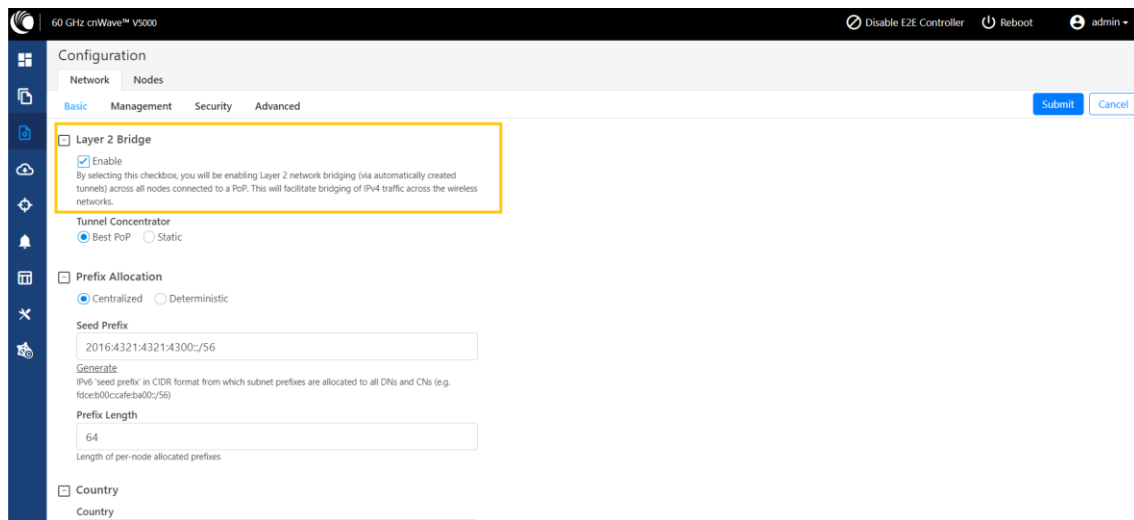 60 GHz cnWave™ V5000
Disable E2E Controller
Reboot
admin
Configuration
Network Nodes
Basic Management Security Advanced
Submit Cancel
Layer 2 Bridge
Enable
By selecting this checkbox, you will be enabling Layer 2 network bridging (via automatically created
tunnels) across all nodes connected to a PoP. This will facilitate bridging of IPv4 traffic across the wireless
networks.
Tunnel Concentrator
Best PoP Static
Prefix Allocation
Centralized Deterministic
Seed Prefix
2016:4321:4321:4300::/56
Generate
IPv6 'seed prefix' in CIDR format from which subnet prefixes are allocated to all DNs and CNs (e.g.
fdce:b00c:cafe:ba00::/56)
Prefix Length
64
Length of per-node allocated prefixes
Country
Country